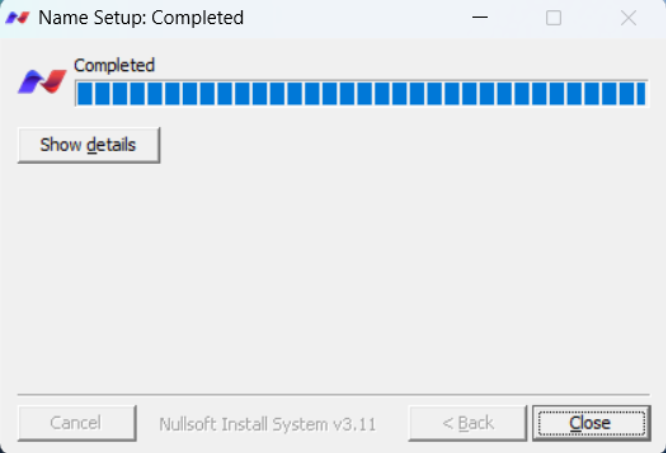 Name Setup: Completed
Completed
Show details
Cancel
Nullsoft Install System v3.11
< Back
Close